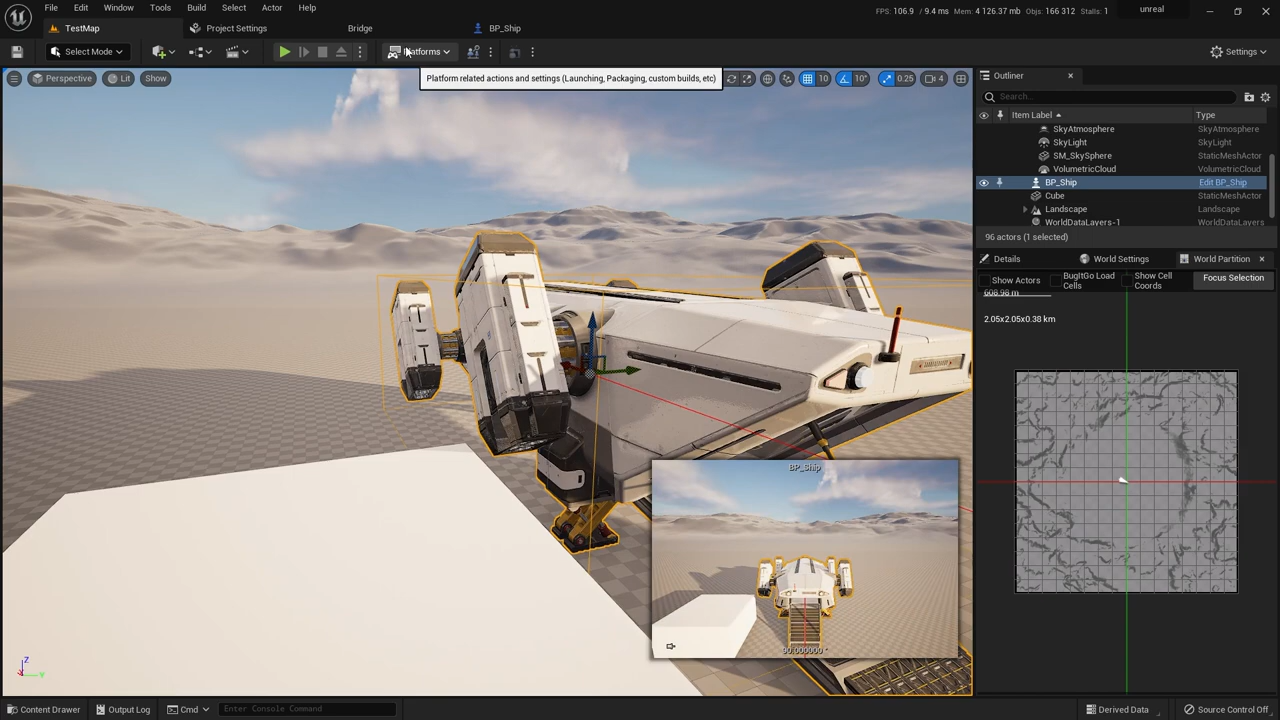 File Edit Window Tools Build Select Actor Help
FPS: 106.9 / 9.4 ms Mem: 4 126.37 mb Objs: 166 312 Stalls: 1
unreal
TestMap
Project Settings
Bridge
BP_Ship
Select Mode
Platforms
Settings
Platform related actions and settings (Launching, Packaging, custom builds, etc)
Perspective
Lit
Show
10
10°
0.25
4
Outliner
Search...
Item Label
Type
SkyAtmosphere SkyAtmosphere
SkyLight SkyLight
SM_SkySphere StaticMeshActor
VolumetricCloud VolumetricCloud
BP_Ship Edit BP_Ship
Cube StaticMeshActor
Landscape Landscape
WorldDataLayers-1 WorldDataLayers
96 actors (1 selected)
Details
World Settings
World Partition
Show Actors
BugItGo Load Cells
Show Cell Coords
Focus Selection
608.98 m
2.05x2.05x0.38 km
BP_Ship
90.000000 °
Z
Y
Content Drawer
Output Log
Cmd
Enter Console Command
Derived Data
Source Control Off